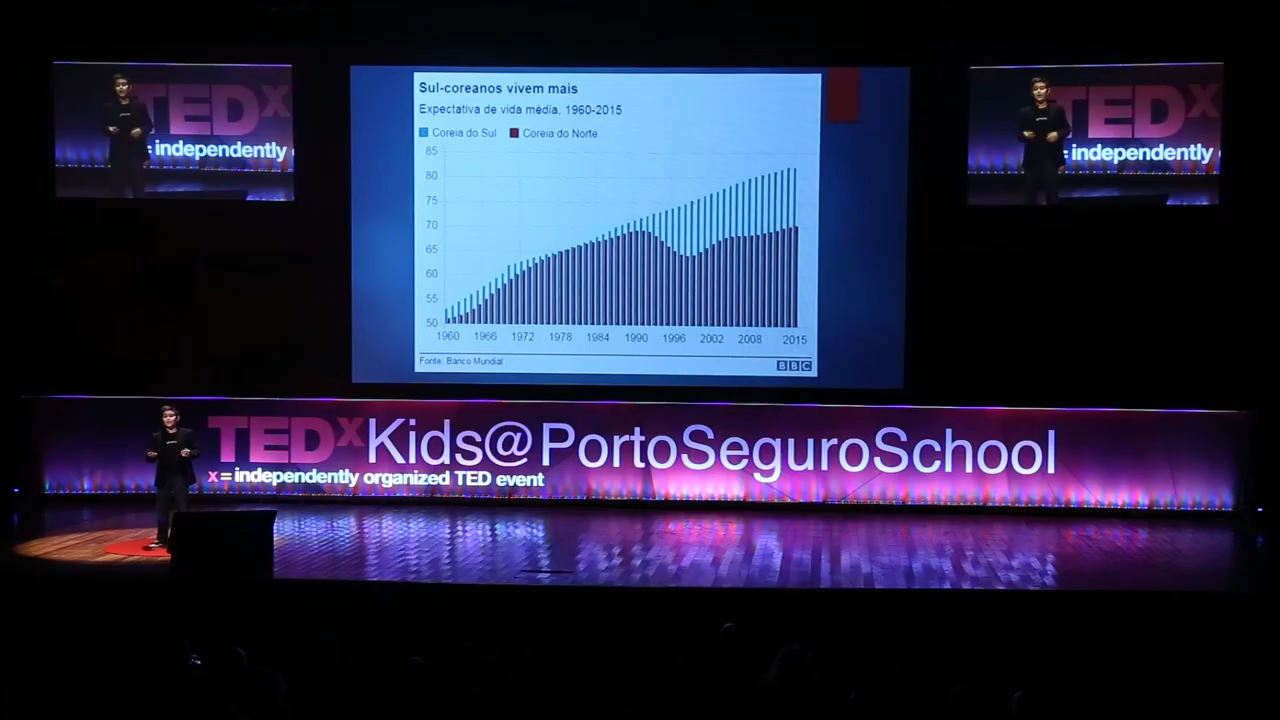 TEDx
= independently
Sul-coreanos vivem mais
Expectativa de vida média, 1960-2015
Coreia do Sul
Coreia do Norte
85
80
75
70
65
60
55
50
1960 1966 1972 1978 1984 1990 1996 2002 2008 2015
Fonte: Banco Mundial
BBC
TEDx
= independently
TEDxKids@PortoSeguroSchool
x = independently organized TED event